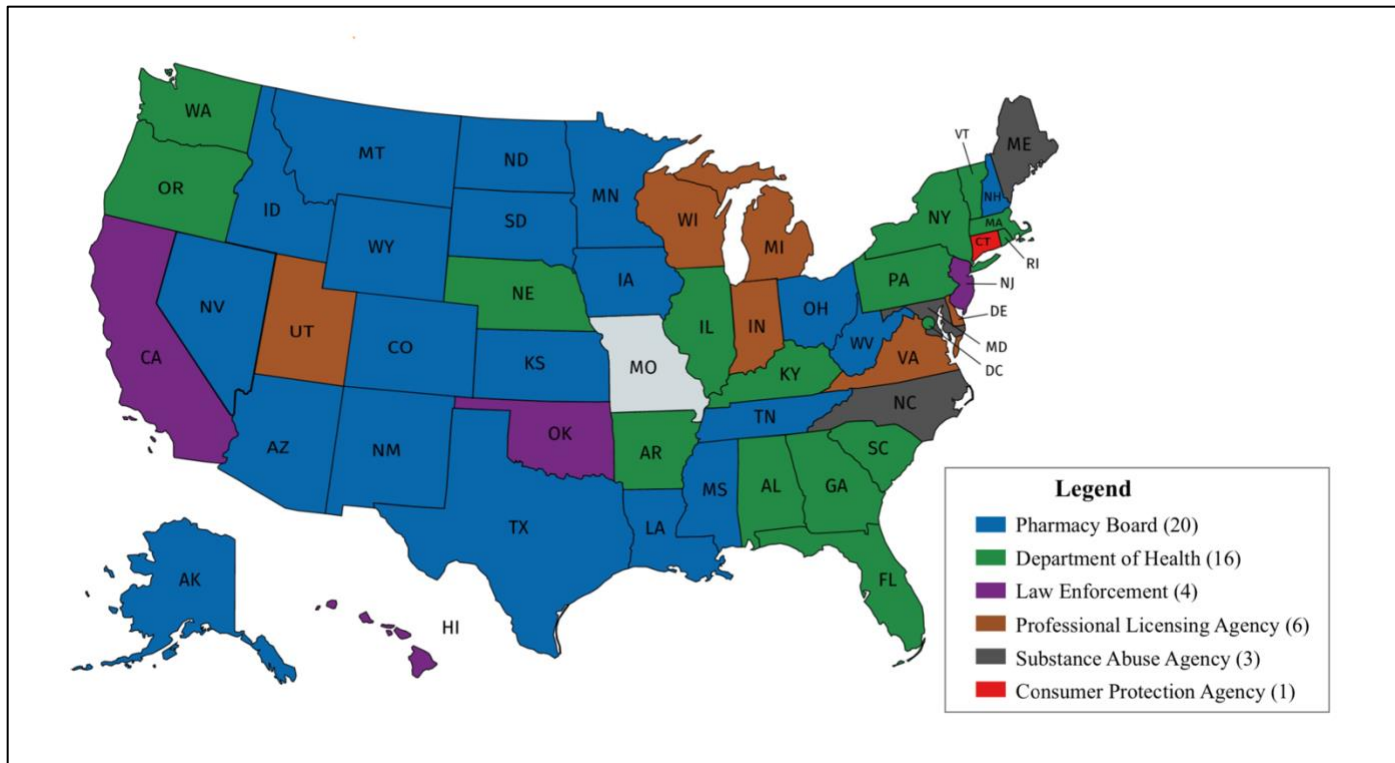 WA
MT
ND
MN
OR
ID
SD
WY
WI
MI
VT
ME
NH
NY
MA
CT
RI
NJ
PA
DE
MD
DC
NV
UT
CO
NE
IA
IL
IN
OH
WV
VA
KY
KS
MO
CA
AZ
NM
OK
AR
TN
NC
SC
TX
LA
MS
AL
GA
FL
AK
HI
Legend
Pharmacy Board (20)
Department of Health (16)
Law Enforcement (4)
Professional Licensing Agency (6)
Substance Abuse Agency (3)
Consumer Protection Agency (1)